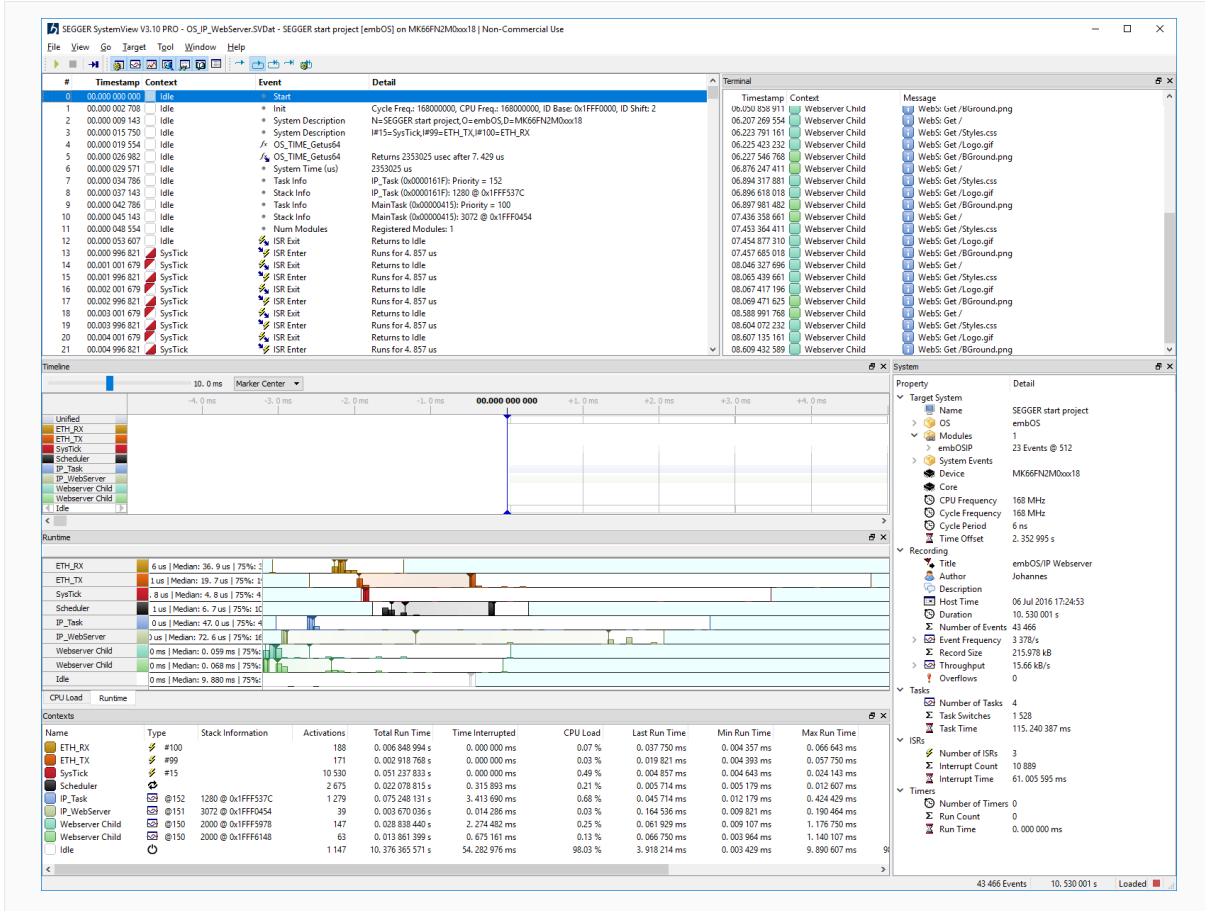 SEGGER SystemView V3.10 PRO - OS_IP_WebServer.SVDat - SEGGER start project [embOS] on MK66FN2M0xxx18 | Non-Commercial Use
File View Go Target Tool Window Help
# Timestamp Context Event Detail
0 00.000 000 000 Idle Start
1 00.000 002 708 Idle Init Cycle Freq.: 168000000, CPU Freq.: 168000000, ID Base: 0x1FFF0000, ID Shift: 2
2 00.000 009 143 Idle System Description N=SEGGER start project,O=embOS,D=MK66FN2M0xxx18
3 00.000 015 750 Idle System Description I#15=SysTick,I#99=ETH_TX,I#100=ETH_RX
4 00.000 019 554 Idle OS_TIME_Getus64
5 00.000 026 982 Idle OS_TIME_Getus64 Returns 2353025 usec after 7. 429 us
6 00.000 029 571 Idle System Time (us) 2353025 us
7 00.000 034 786 Idle Task Info IP_Task (0x0000161F): Priority = 152
8 00.000 037 143 Idle Stack Info IP_Task (0x0000161F): 1280 @ 0x1FFF537C
9 00.000 042 786 Idle Task Info MainTask (0x00000415): Priority = 100
10 00.000 045 143 Idle Stack Info MainTask (0x00000415): 3072 @ 0x1FFF0454
11 00.000 048 554 Idle Num Modules Registered Modules: 1
12 00.000 053 607 Idle ISR Exit Returns to Idle
13 00.000 996 821 SysTick ISR Enter Runs for 4. 857 us
14 00.001 001 679 SysTick ISR Exit Returns to Idle
15 00.001 996 821 SysTick ISR Enter Runs for 4. 857 us
16 00.002 001 679 SysTick ISR Exit Returns to Idle
17 00.002 996 821 SysTick ISR Enter Runs for 4. 857 us
18 00.003 001 679 SysTick ISR Exit Returns to Idle
19 00.003 996 821 SysTick ISR Enter Runs for 4. 857 us
20 00.004 001 679 SysTick ISR Exit Returns to Idle
21 00.004 996 821 SysTick ISR Enter Runs for 4. 857 us
Terminal
Timestamp Context Message
06.050 858 911 Webserver Child WebS: Get /BGround.png
06.207 269 554 Webserver Child WebS: Get /
06.223 791 161 Webserver Child WebS: Get /Styles.css
06.225 423 232 Webserver Child WebS: Get /Logo.gif
06.227 546 768 Webserver Child WebS: Get /BGround.png
06.876 247 411 Webserver Child WebS: Get /
06.894 317 881 Webserver Child WebS: Get /Styles.css
06.896 618 018 Webserver Child WebS: Get /Logo.gif
06.897 981 482 Webserver Child WebS: Get /BGround.png
07.436 358 661 Webserver Child WebS: Get /
07.453 364 411 Webserver Child WebS: Get /Styles.css
07.454 877 310 Webserver Child WebS: Get /Logo.gif
07.457 685 018 Webserver Child WebS: Get /BGround.png
08.046 327 696 Webserver Child WebS: Get /
08.065 439 661 Webserver Child WebS: Get /Styles.css
08.067 417 196 Webserver Child WebS: Get /Logo.gif
08.069 471 625 Webserver Child WebS: Get /BGround.png
08.588 991 768 Webserver Child WebS: Get /
08.604 072 232 Webserver Child WebS: Get /Styles.css
08.607 135 161 Webserver Child WebS: Get /Logo.gif
08.609 432 589 Webserver Child WebS: Get /BGround.png
Timeline
10. 0 ms Marker Center
-4. 0 ms -3. 0 ms -2. 0 ms -1. 0 ms 00.000 000 000 +1. 0 ms +2. 0 ms +3. 0 ms +4. 0 ms
Unified
ETH_RX
ETH_TX
SysTick
Scheduler
IP_Task
IP_WebServer
Webserver Child
Webserver Child
Idle
Runtime
ETH_RX 6 us | Median: 36. 9 us | 75%:
ETH_TX 1 us | Median: 19. 7 us | 75%:
SysTick . 8 us | Median: 4. 8 us | 75%: 4
Scheduler 1 us | Median: 6. 7 us | 75%: 10
IP_Task 0 us | Median: 47. 0 us | 75%: 4
IP_WebServer us | Median: 72. 6 us | 75%: 16
Webserver Child 0 ms | Median: 0. 059 ms | 75%:
Webserver Child 0 ms | Median: 0. 068 ms | 75%:
Idle 0 ms | Median: 9. 880 ms | 75%:
CPU Load Runtime
Contexts
Name Type Stack Information Activations Total Run Time Time Interrupted CPU Load Last Run Time Min Run Time Max Run Time
ETH_RX #100 188 0. 006 848 994 s 0. 000 000 ms 0.07 % 0. 037 750 ms 0. 004 357 ms 0. 066 643 ms
ETH_TX #99 171 0. 002 918 768 s 0. 000 000 ms 0.03 % 0. 019 821 ms 0. 004 393 ms 0. 057 750 ms
SysTick #15 10 530 0. 051 237 833 s 0. 000 000 ms 0.49 % 0. 004 857 ms 0. 004 643 ms 0. 024 143 ms
Scheduler 2 675 0. 022 078 815 s 0. 315 893 ms 0.21 % 0. 005 714 ms 0. 005 179 ms 0. 012 607 ms
IP_Task @152 1280 @ 0x1FFF537C 1 279 0. 075 248 131 s 3. 413 690 ms 0.68 % 0. 045 714 ms 0. 012 179 ms 0. 424 429 ms
IP_WebServer @151 3072 @ 0x1FFF0454 39 0. 003 670 036 s 0. 014 286 ms 0.03 % 0. 164 536 ms 0. 009 821 ms 0. 190 464 ms
Webserver Child @150 2000 @ 0x1FFF5978 147 0. 028 838 440 s 2. 274 482 ms 0.25 % 0. 061 929 ms 0. 009 107 ms 1. 176 750 ms
Webserver Child @150 2000 @ 0x1FFF6148 63 0. 013 861 399 s 0. 675 161 ms 0.13 % 0. 066 750 ms 0. 003 964 ms 1. 140 107 ms
Idle 1 147 10. 376 365 571 s 54. 282 976 ms 98.03 % 3. 918 214 ms 0. 003 429 ms 9. 890 607 ms
System
Property Detail
Target System
Name SEGGER start project
OS embOS
Modules 1
embOSIP 23 Events @ 512
System Events
Device MK66FN2M0xxx18
Core
CPU Frequency 168 MHz
Cycle Frequency 168 MHz
Cycle Period 6 ns
Time Offset 2. 352 995 s
Recording
Title embOS/IP Webserver
Author Johannes
Description
Host Time 06 Jul 2016 17:24:53
Duration 10. 530 001 s
Number of Events 43 466
Event Frequency 3 378/s
Record Size 215.978 kB
Throughput 15.66 kB/s
Overflows 0
Tasks
Number of Tasks 4
Task Switches 1 528
Task Time 115. 240 387 ms
ISRs
Number of ISRs 3
Interrupt Count 10 889
Interrupt Time 61. 005 595 ms
Timers
Number of Timers 0
Run Count 0
Run Time 0. 000 000 ms
43 466 Events 10. 530 001 s Loaded